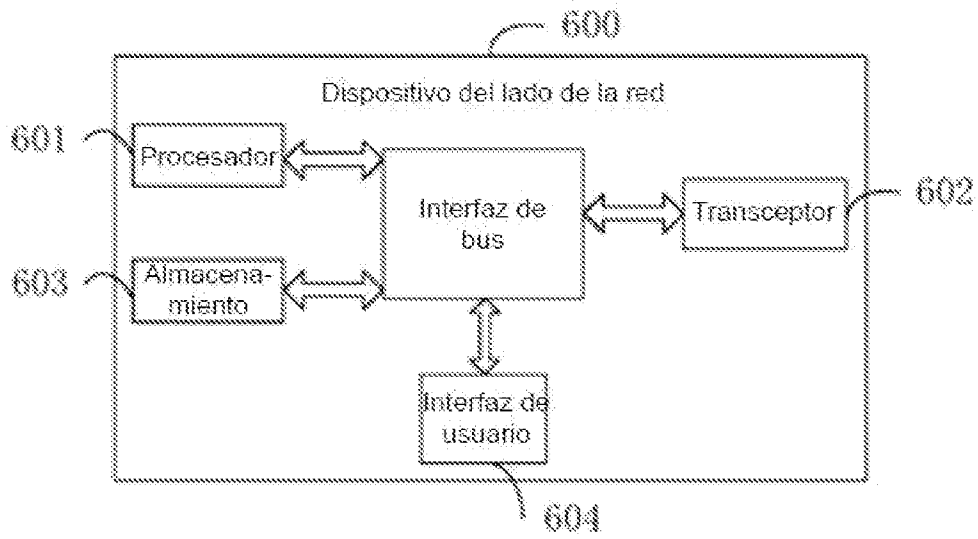 600
Dispositivo del lado de la red
601
Procesador
Interfaz de
bus
Transceptor
602
603
Almacena-
miento
Interfaz de
usuario
604